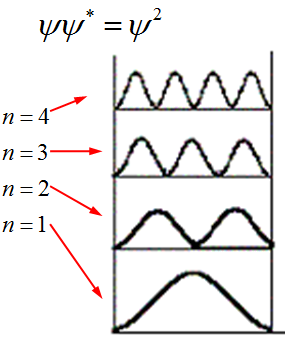 ψψ* = ψ²
n = 4
n = 3
n = 2
n = 1